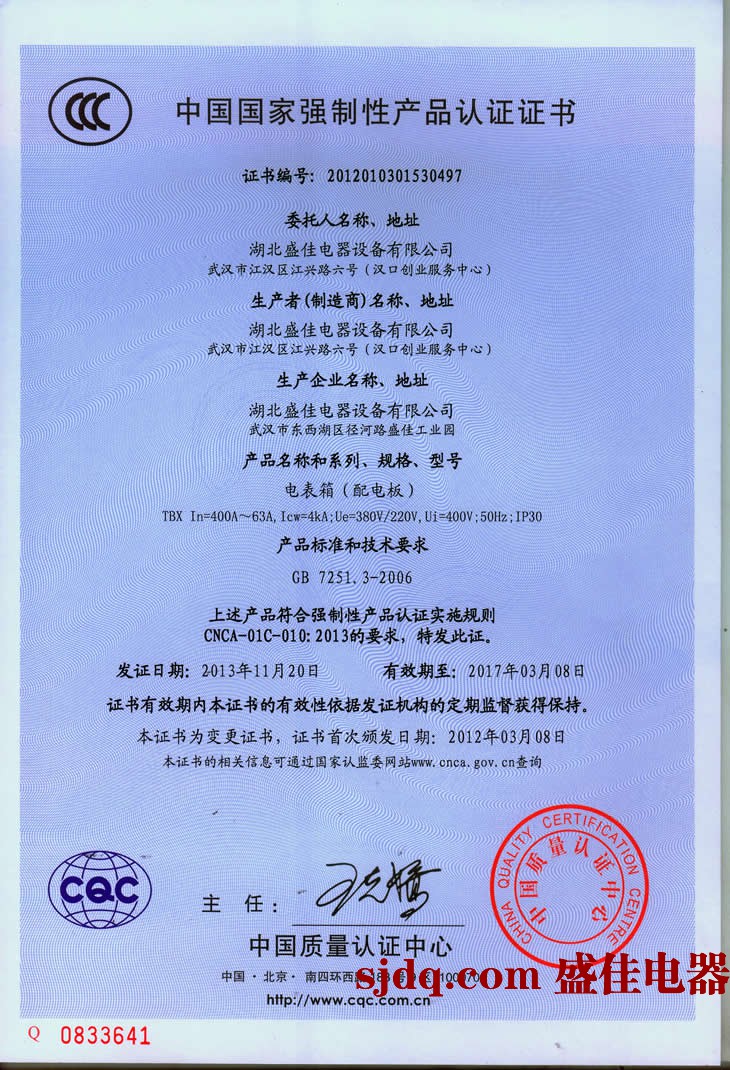 中国国家强制性产品认证证书
证书编号：2012010301530497
委托人名称、地址
湖北盛佳电器设备有限公司
武汉市江汉区江兴路六号（汉口创业服务中心）
生产者(制造商)名称、地址
湖北盛佳电器设备有限公司
武汉市江汉区江兴路六号（汉口创业服务中心）
生产企业名称、地址
湖北盛佳电器设备有限公司
武汉市东西湖区径河路盛佳工业园
产品名称和系列、规格、型号
电表箱（配电板）
TBX In=400A～63A,Icw=4kA;Ue=380V/220V,Ui=400V;50Hz;IP30
产品标准和技术要求
GB 7251.3-2006
上述产品符合强制性产品认证实施规则
CNCA-01C-010:2013的要求，特发此证。
发证日期：2013年11月20日 有效期至：2017年03月08日
证书有效期内本证书的有效性依据发证机构的定期监督获得保持。
本证书为变更证书，证书首次颁发日期：2012年03月08日
本证书的相关信息可通过国家认监委网站www.cnca.gov.cn查询
CHINA QUALITY CERTIFICATION CENTRE
中国质量认证中心
CQC
主 任：
中国质量认证中心
中国·北京·南四环西路188号 区 100070
sjdq.com 盛佳电器
http://www.cqc.com.cn
Q 0833641